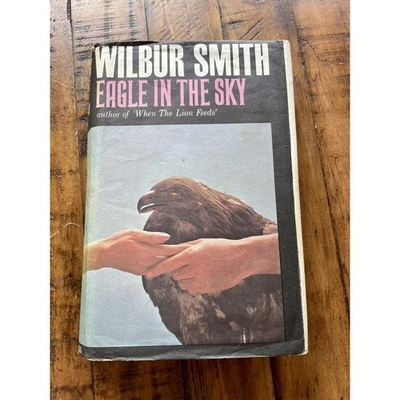 WILBUR SMITH
EAGLE IN THE SKY
author of 'When The Lion Feeds'